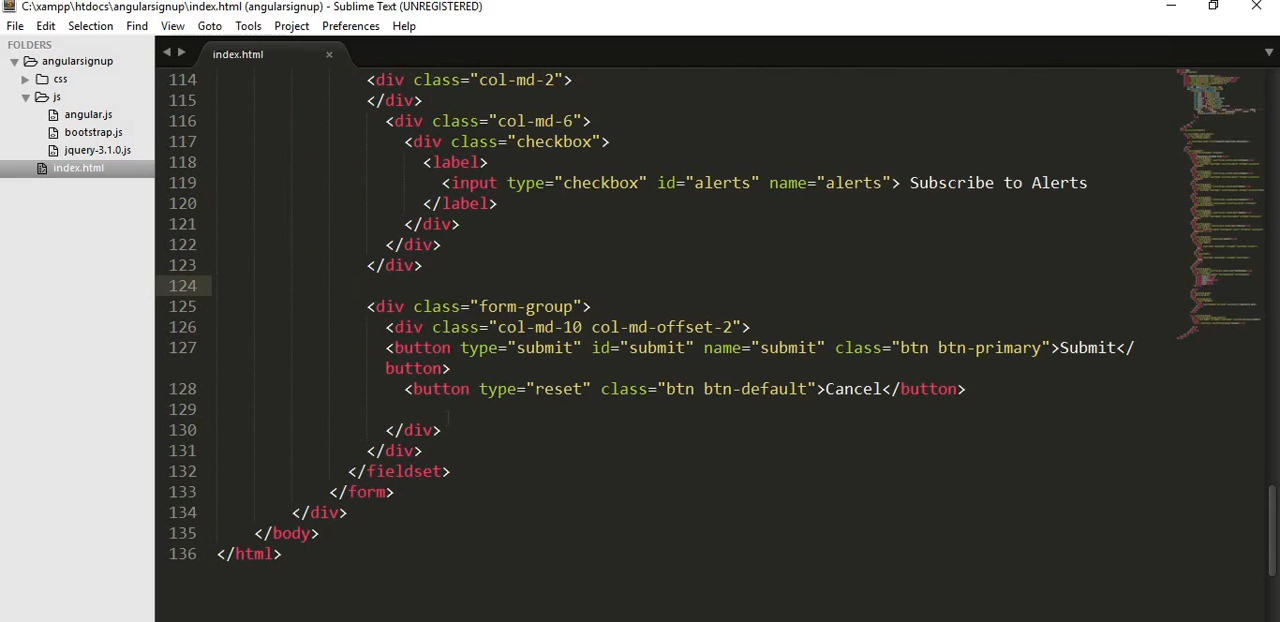 C:\xampp\htdocs\angularsignup\index.html (angularsignup) - Sublime Text (UNREGISTERED)
File Edit Selection Find View Goto Tools Project Preferences Help
FOLDERS
angularsignup
css
js
angular.js
bootstrap.js
jquery-3.1.0.js
index.html
index.html ×
114 <div class="col-md-2">
115 </div>
116 <div class="col-md-6">
117 <div class="checkbox">
118 <label>
119 <input type="checkbox" id="alerts" name="alerts"> Subscribe to Alerts
120 </label>
121 </div>
122 </div>
123 </div>
124
125 <div class="form-group">
126 <div class="col-md-10 col-md-offset-2">
127 <button type="submit" id="submit" name="submit" class="btn btn-primary">Submit</
button>
128 <button type="reset" class="btn btn-default">Cancel</button>
129
130 </div>
131 </div>
132 </fieldset>
133 </form>
134 </div>
135 </body>
136 </html>